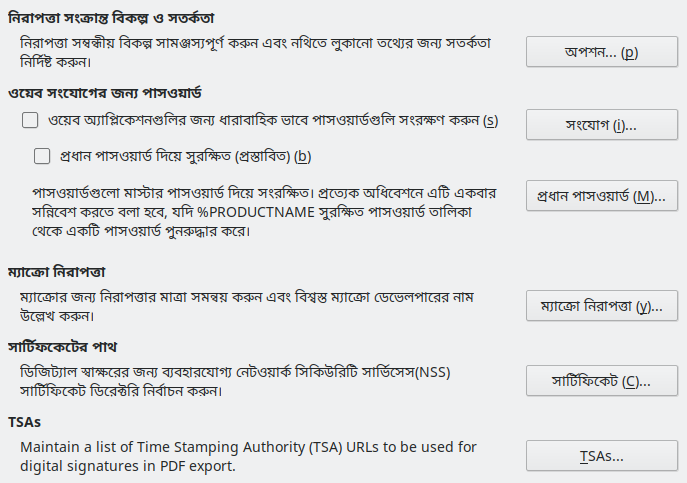 নিরাপত্তা সংক্রান্ত বিকল্প ও সতর্কতা
নিরাপত্তা সম্বন্ধীয় বিকল্প সামঞ্জস্যপূর্ণ করুন এবং নথিতে লুকানো তথ্যের জন্য সতর্কতা
নির্দিষ্ট করুন।
অপশন... (p)
ওয়েব সংযোগের জন্য পাসওয়ার্ড
ওয়েব অ্যাপ্লিকেশনগুলির জন্য ধারাবাহিক ভাবে পাসওয়ার্ডগুলি সংরক্ষণ করুন (s)
সংযোগ (i)...
প্রধান পাসওয়ার্ড দিয়ে সুরক্ষিত (প্রস্তাবিত) (b)
পাসওয়ার্ডগুলো মাস্টার পাসওয়ার্ড দিয়ে সংরক্ষিত। প্রত্যেক অধিবেশনে এটি একবার
সন্নিবেশ করতে বলা হবে, যদি %PRODUCTNAME সুরক্ষিত পাসওয়ার্ড তালিকা
থেকে একটি পাসওয়ার্ড পুনরুদ্ধার করে।
প্রধান পাসওয়ার্ড (M)...
ম্যাক্রো নিরাপত্তা
ম্যাক্রোর জন্য নিরাপত্তার মাত্রা সমন্বয় করুন এবং বিশ্বস্ত ম্যাক্রো ডেভেলপারের নাম
উল্লেখ করুন।
ম্যাক্রো নিরাপত্তা (y)...
সার্টিফকেটের পাথ
ডিজিট্যাল স্বাক্ষরের জন্য ব্যবহারযোগ্য নেটওয়ার্ক সিকিউরিটি সার্ভিসেস(NSS)
সার্টিফিকেট ডিরেক্টরি নির্বাচন করুন।
সার্টিফিকেট (C)...
TSAs
Maintain a list of Time Stamping Authority (TSA) URLs to be used for
digital signatures in PDF export.
TSAs...